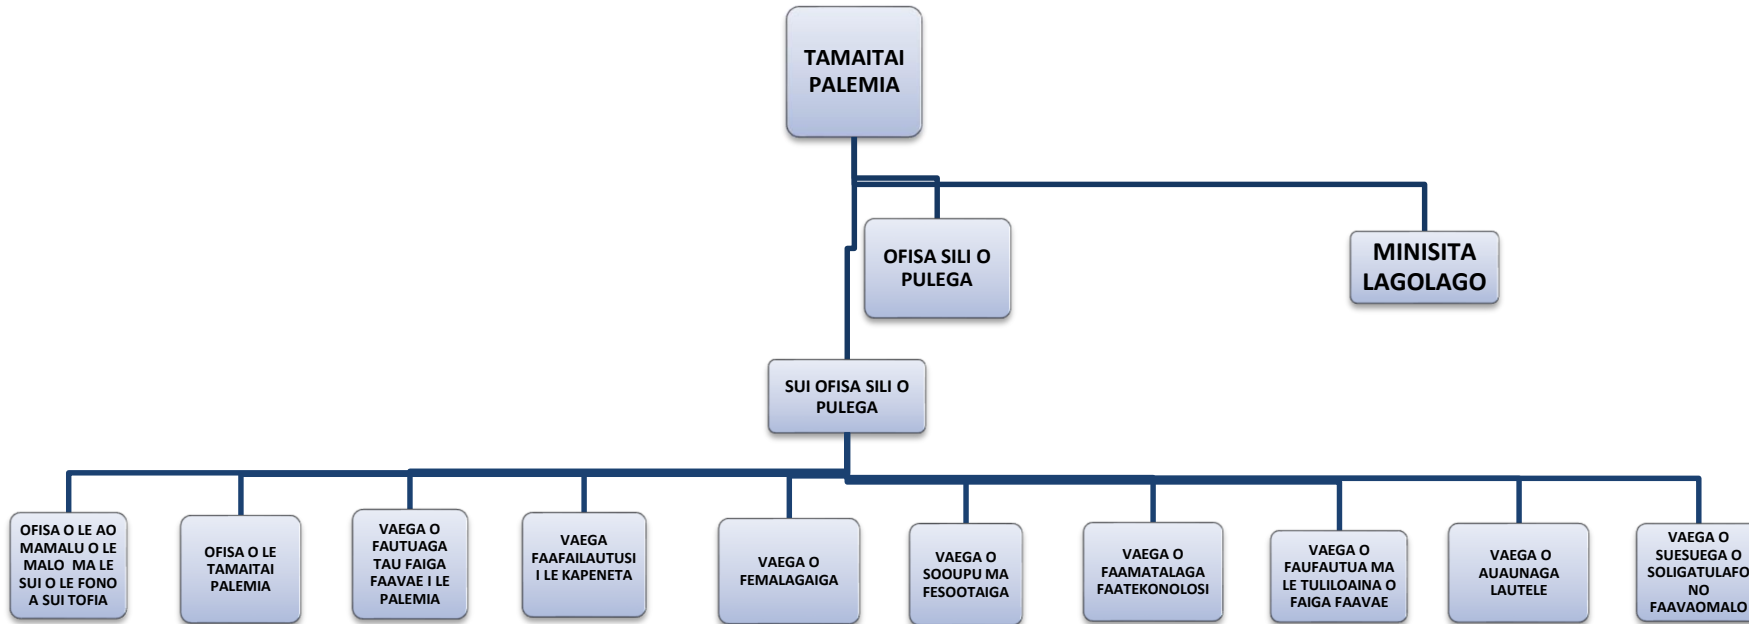 TAMAITAI
PALEMIA
OFISA SILI O
PULEGA
MINISITA
LAGOLAGO
SUI OFISA SILI O
PULEGA
OFISA O LE AO
MAMALU O LE
MALO MA LE
SUI O LE FONO
A SUI TOFIA
OFISA O LE
TAMAITAI
PALEMIA
VAEGA O
FAUTUAGA
TAU FAIGA
FAAVAE I LE
PALEMIA
VAEGA
FAAFAILAUTUSI
I LE KAPENETA
VAEGA O
FEMALAGAIGA
VAEGA O
SOOUPU MA
FESOOTAIGA
VAEGA O
FAAMATALAGA
FAATEKONOLOSI
VAEGA O
FAUFAUTUA MA
LE TULILOAINA O
FAIGA FAAVAE
VAEGA O
AUAUNAGA
LAUTELE
VAEGA O
SUESUEGA O
SOLIGATULAFO
NO
FAAVAOMALO